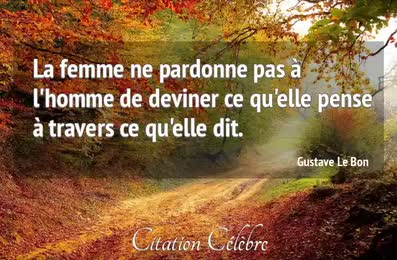 La femme ne pardonne pas à
l'homme de deviner ce qu'elle pense
à travers ce qu'elle dit.
Gustave Le Bon
Citation Célèbre